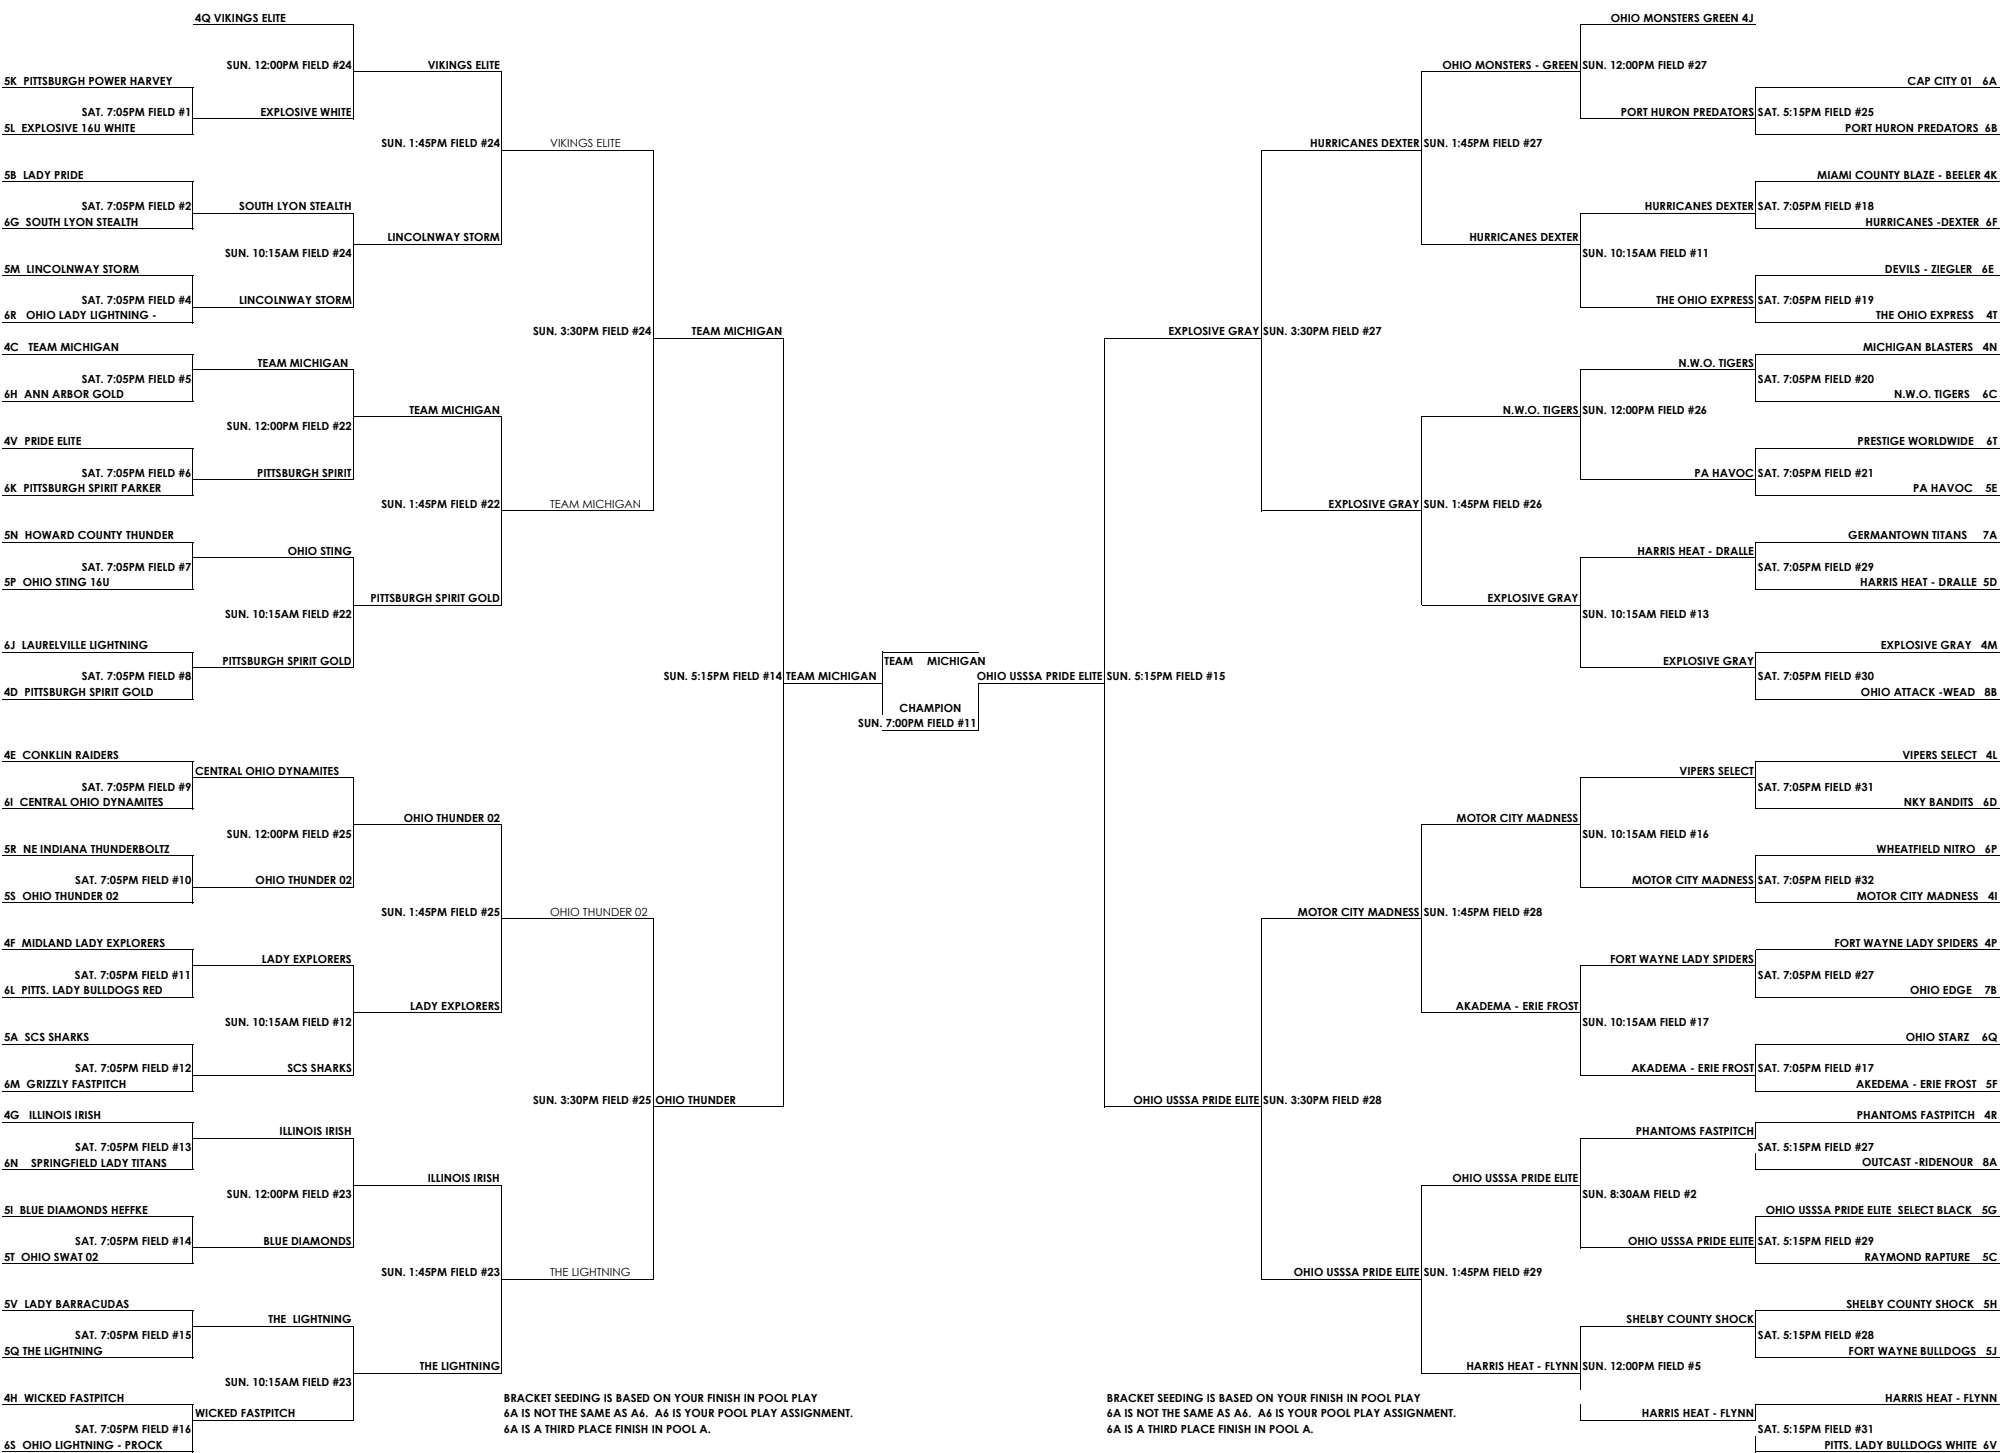 4Q VIKINGS ELITE
SUN. 12:00PM FIELD #24
VIKINGS ELITE
5K PITTSBURGH POWER HARVEY
SAT. 7:05PM FIELD #1
EXPLOSIVE WHITE
5L EXPLOSIVE 16U WHITE
SUN. 1:45PM FIELD #24
VIKINGS ELITE
5B LADY PRIDE
SAT. 7:05PM FIELD #2
SOUTH LYON STEALTH
6G SOUTH LYON STEALTH
LINCOLNWAY STORM
SUN. 10:15AM FIELD #24
5M LINCOLNWAY STORM
SAT. 7:05PM FIELD #4
LINCOLNWAY STORM
6R OHIO LADY LIGHTNING -
SUN. 3:30PM FIELD #24
TEAM MICHIGAN
4C TEAM MICHIGAN
TEAM MICHIGAN
SAT. 7:05PM FIELD #5
6H ANN ARBOR GOLD
TEAM MICHIGAN
SUN. 12:00PM FIELD #22
4V PRIDE ELITE
SAT. 7:05PM FIELD #6
PITTSBURGH SPIRIT
6K PITTSBURGH SPIRIT PARKER
SUN. 1:45PM FIELD #22
TEAM MICHIGAN
5N HOWARD COUNTY THUNDER
OHIO STING
SAT. 7:05PM FIELD #7
5P OHIO STING 16U
PITTSBURGH SPIRIT GOLD
SUN. 10:15AM FIELD #22
6J LAURELVILLE LIGHTNING
PITTSBURGH SPIRIT GOLD
SAT. 7:05PM FIELD #8
4D PITTSBURGH SPIRIT GOLD
SUN. 5:15PM FIELD #14
TEAM MICHIGAN
TEAM MICHIGAN
CHAMPION
SUN. 7:00PM FIELD #11
4E CONKLIN RAIDERS
CENTRAL OHIO DYNAMITES
SAT. 7:05PM FIELD #9
6I CENTRAL OHIO DYNAMITES
OHIO THUNDER 02
SUN. 12:00PM FIELD #25
5R NE INDIANA THUNDERBOLTZ
SAT. 7:05PM FIELD #10
OHIO THUNDER 02
5S OHIO THUNDER 02
SUN. 1:45PM FIELD #25
OHIO THUNDER 02
4F MIDLAND LADY EXPLORERS
LADY EXPLORERS
SAT. 7:05PM FIELD #11
6L PITTS. LADY BULLDOGS RED
LADY EXPLORERS
SUN. 10:15AM FIELD #12
5A SCS SHARKS
SAT. 7:05PM FIELD #12
SCS SHARKS
6M GRIZZLY FASTPITCH
SUN. 3:30PM FIELD #25
OHIO THUNDER
4G ILLINOIS IRISH
ILLINOIS IRISH
SAT. 7:05PM FIELD #13
6N SPRINGFIELD LADY TITANS
ILLINOIS IRISH
SUN. 12:00PM FIELD #23
5I BLUE DIAMONDS HEFFKE
SAT. 7:05PM FIELD #14
BLUE DIAMONDS
5T OHIO SWAT 02
SUN. 1:45PM FIELD #23
THE LIGHTNING
5V LADY BARRACUDAS
THE LIGHTNING
SAT. 7:05PM FIELD #15
5Q THE LIGHTNING
THE LIGHTNING
SUN. 10:15AM FIELD #23
4H WICKED FASTPITCH
WICKED FASTPITCH
SAT. 7:05PM FIELD #16
6S OHIO LIGHTNING - PROCK
BRACKET SEEDING IS BASED ON YOUR FINISH IN POOL PLAY
6A IS NOT THE SAME AS A6. A6 IS YOUR POOL PLAY ASSIGNMENT.
6A IS A THIRD PLACE FINISH IN POOL A.
OHIO MONSTERS GREEN 4J
OHIO MONSTERS - GREEN
SUN. 12:00PM FIELD #27
CAP CITY 01 6A
PORT HURON PREDATORS
SAT. 5:15PM FIELD #25
PORT HURON PREDATORS 6B
HURRICANES DEXTER
SUN. 1:45PM FIELD #27
MIAMI COUNTY BLAZE - BEELER 4K
HURRICANES DEXTER
SAT. 7:05PM FIELD #18
HURRICANES -DEXTER 6F
HURRICANES DEXTER
SUN. 10:15AM FIELD #11
DEVILS - ZIEGLER 6E
THE OHIO EXPRESS
SAT. 7:05PM FIELD #19
THE OHIO EXPRESS 4T
EXPLOSIVE GRAY
SUN. 3:30PM FIELD #27
MICHIGAN BLASTERS 4N
N.W.O. TIGERS
SAT. 7:05PM FIELD #20
N.W.O. TIGERS 6C
N.W.O. TIGERS
SUN. 12:00PM FIELD #26
PRESTIGE WORLDWIDE 6T
PA HAVOC
SAT. 7:05PM FIELD #21
PA HAVOC 5E
EXPLOSIVE GRAY
SUN. 1:45PM FIELD #26
GERMANTOWN TITANS 7A
HARRIS HEAT - DRALLE
SAT. 7:05PM FIELD #29
HARRIS HEAT - DRALLE 5D
EXPLOSIVE GRAY
SUN. 10:15AM FIELD #13
EXPLOSIVE GRAY 4M
EXPLOSIVE GRAY
SAT. 7:05PM FIELD #30
OHIO ATTACK -WEAD 8B
OHIO USSSA PRIDE ELITE
SUN. 5:15PM FIELD #15
VIPERS SELECT 4L
VIPERS SELECT
SAT. 7:05PM FIELD #31
NKY BANDITS 6D
MOTOR CITY MADNESS
SUN. 10:15AM FIELD #16
WHEATFIELD NITRO 6P
MOTOR CITY MADNESS
SAT. 7:05PM FIELD #32
MOTOR CITY MADNESS 4I
MOTOR CITY MADNESS
SUN. 1:45PM FIELD #28
FORT WAYNE LADY SPIDERS 4P
FORT WAYNE LADY SPIDERS
SAT. 7:05PM FIELD #27
OHIO EDGE 7B
AKADEMA - ERIE FROST
SUN. 10:15AM FIELD #17
OHIO STARZ 6Q
AKADEMA - ERIE FROST
SAT. 7:05PM FIELD #17
AKEDEMA - ERIE FROST 5F
OHIO USSSA PRIDE ELITE
SUN. 3:30PM FIELD #28
PHANTOMS FASTPITCH 4R
PHANTOMS FASTPITCH
SAT. 5:15PM FIELD #27
OUTCAST -RIDENOUR 8A
OHIO USSSA PRIDE ELITE
SUN. 8:30AM FIELD #2
OHIO USSSA PRIDE ELITE SELECT BLACK 5G
OHIO USSSA PRIDE ELITE
SAT. 5:15PM FIELD #29
RAYMOND RAPTURE 5C
OHIO USSSA PRIDE ELITE
SUN. 1:45PM FIELD #29
SHELBY COUNTY SHOCK 5H
SHELBY COUNTY SHOCK
SAT. 5:15PM FIELD #28
FORT WAYNE BULLDOGS 5J
HARRIS HEAT - FLYNN
SUN. 12:00PM FIELD #5
HARRIS HEAT - FLYNN
HARRIS HEAT - FLYNN
SAT. 5:15PM FIELD #31
PITTS. LADY BULLDOGS WHITE 6V
BRACKET SEEDING IS BASED ON YOUR FINISH IN POOL PLAY
6A IS NOT THE SAME AS A6. A6 IS YOUR POOL PLAY ASSIGNMENT.
6A IS A THIRD PLACE FINISH IN POOL A.